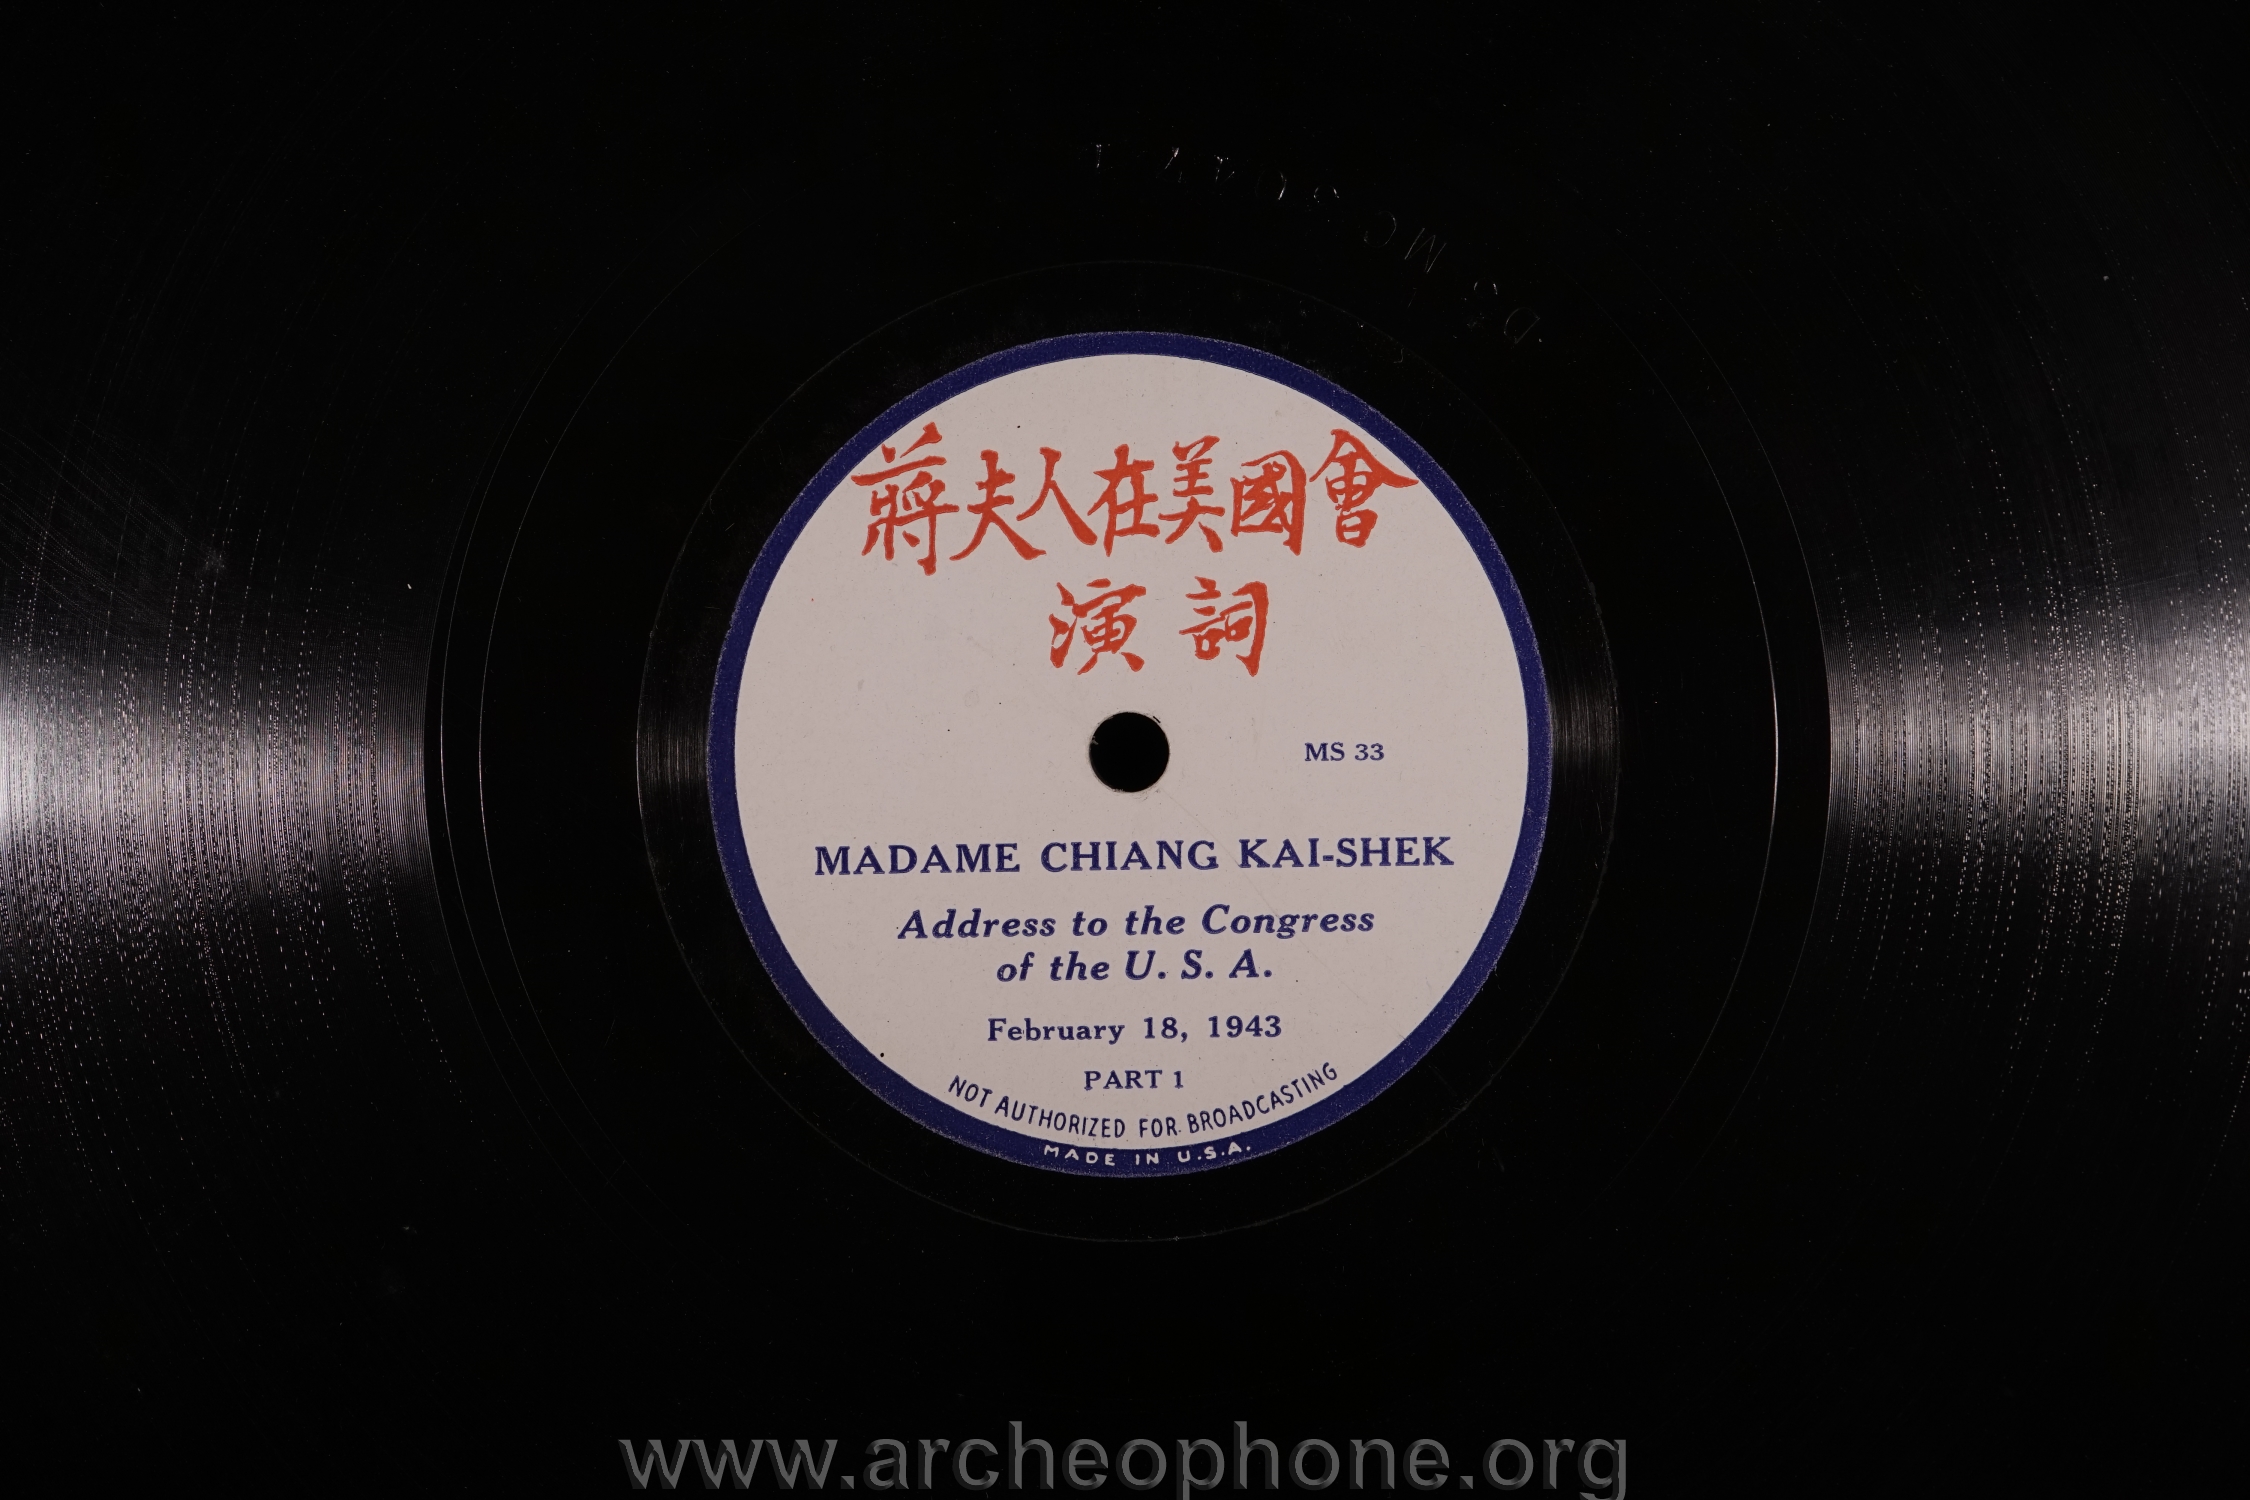 蔣夫人在美國會
演詞
MS 33
MADAME CHIANG KAI-SHEK
Address to the Congress
of the U. S. A.
February 18, 1943
PART 1
NOT AUTHORIZED FOR BROADCASTING
MADE IN U.S.A.
www.archeophone.org